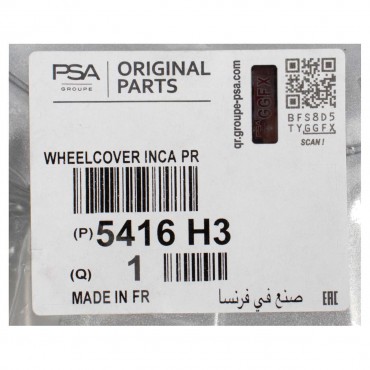 PSA
GROUPE
ORIGINAL
PARTS
qr.groupe-psa.com
GGFX
BFS8D5
TYGGFX
SCAN !
WHEELCOVER INCA PR
(P) 5416 H3
(Q) 1
MADE IN FR
صنع في فرنسا
EAC